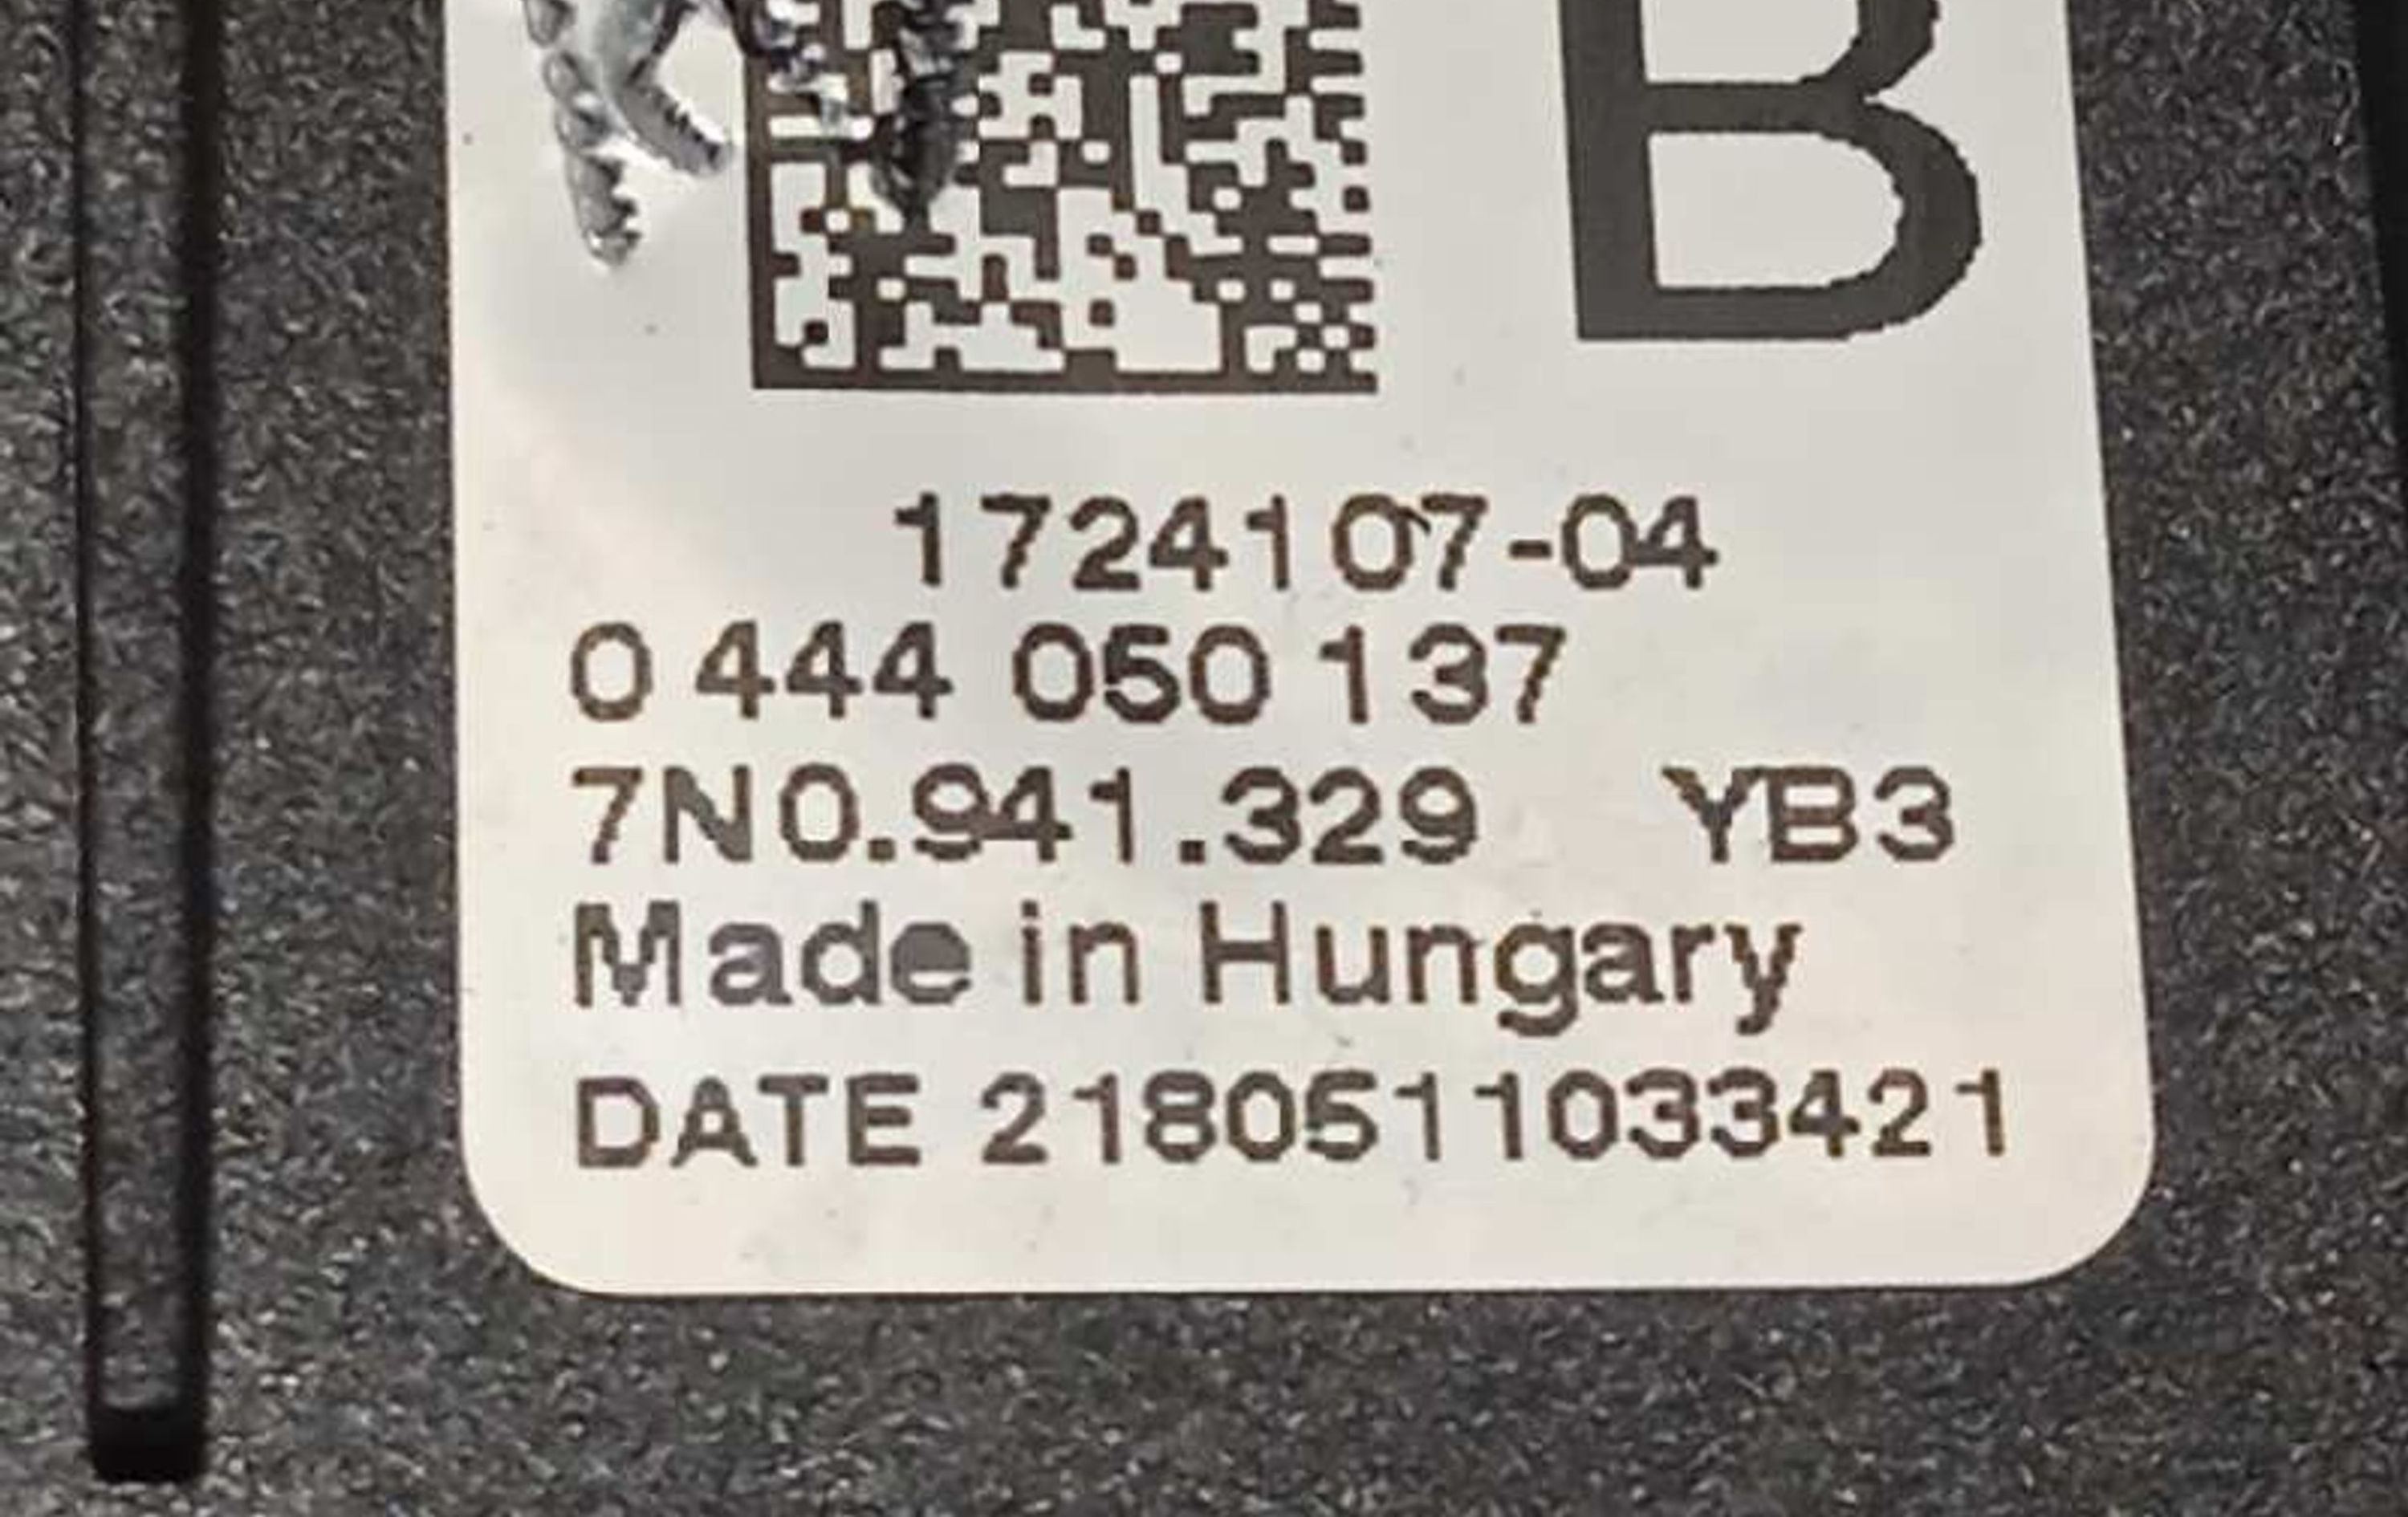 B
1724107-04
0 444 050 137
7N0.941.329 YB3
Made in Hungary
DATE 2180511033421